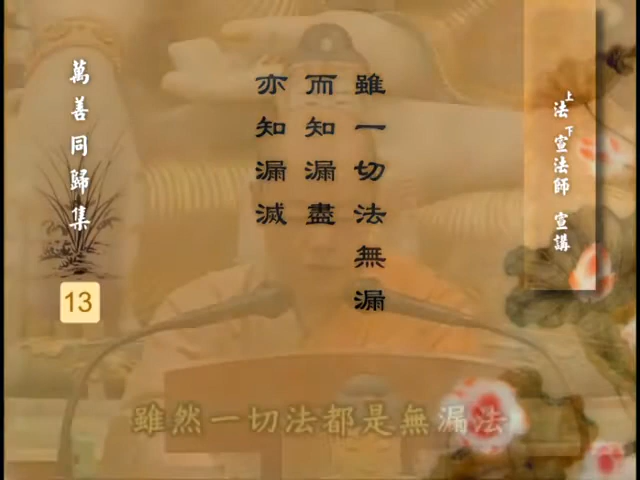 上法下宣法師 宣講
雖一切法無漏
而知漏盡
亦知漏滅
萬善同歸集
13
雖然一切法都是無漏法